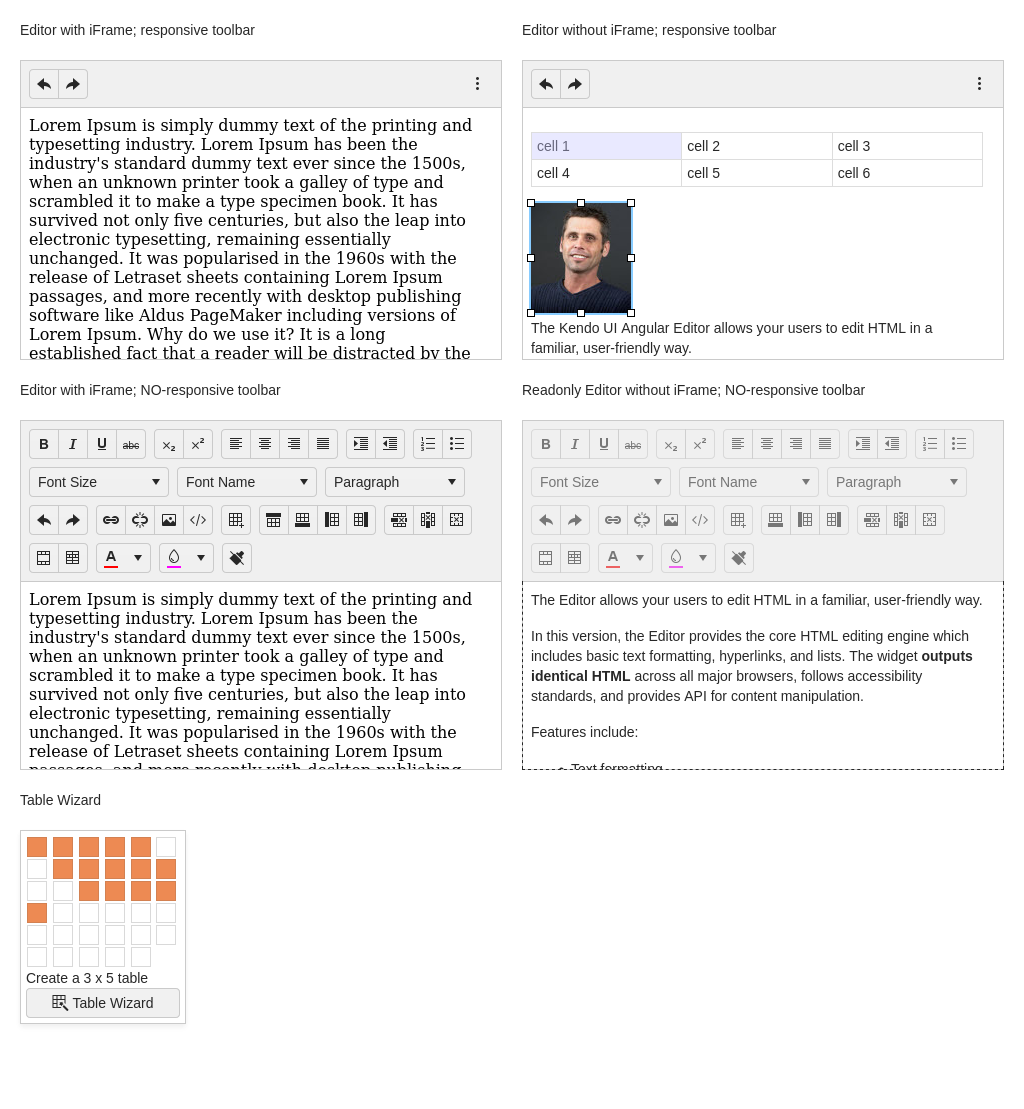 Editor with iFrame; responsive toolbar
Lorem Ipsum is simply dummy text of the printing and
typesetting industry. Lorem Ipsum has been the
industry's standard dummy text ever since the 1500s,
when an unknown printer took a galley of type and
scrambled it to make a type specimen book. It has
survived not only five centuries, but also the leap into
electronic typesetting, remaining essentially
unchanged. It was popularised in the 1960s with the
release of Letraset sheets containing Lorem Ipsum
passages, and more recently with desktop publishing
software like Aldus PageMaker including versions of
Lorem Ipsum. Why do we use it? It is a long
established fact that a reader will be distracted by the
Editor without iFrame; responsive toolbar
cell 1 cell 2 cell 3
cell 4 cell 5 cell 6
The Kendo UI Angular Editor allows your users to edit HTML in a
familiar, user-friendly way.
Editor with iFrame; NO-responsive toolbar
B I U abc x₂ x²
Font Size Font Name Paragraph
A
Lorem Ipsum is simply dummy text of the printing and
typesetting industry. Lorem Ipsum has been the
industry's standard dummy text ever since the 1500s,
when an unknown printer took a galley of type and
scrambled it to make a type specimen book. It has
survived not only five centuries, but also the leap into
electronic typesetting, remaining essentially
unchanged. It was popularised in the 1960s with the
release of Letraset sheets containing Lorem Ipsum
passages, and more recently with desktop publishing
Readonly Editor without iFrame; NO-responsive toolbar
B I U abc x₂ x²
Font Size Font Name Paragraph
A
The Editor allows your users to edit HTML in a familiar, user-friendly way.
In this version, the Editor provides the core HTML editing engine which
includes basic text formatting, hyperlinks, and lists. The widget outputs
identical HTML across all major browsers, follows accessibility
standards, and provides API for content manipulation.
Features include:
• Text formatting
Table Wizard
Create a 3 x 5 table
Table Wizard